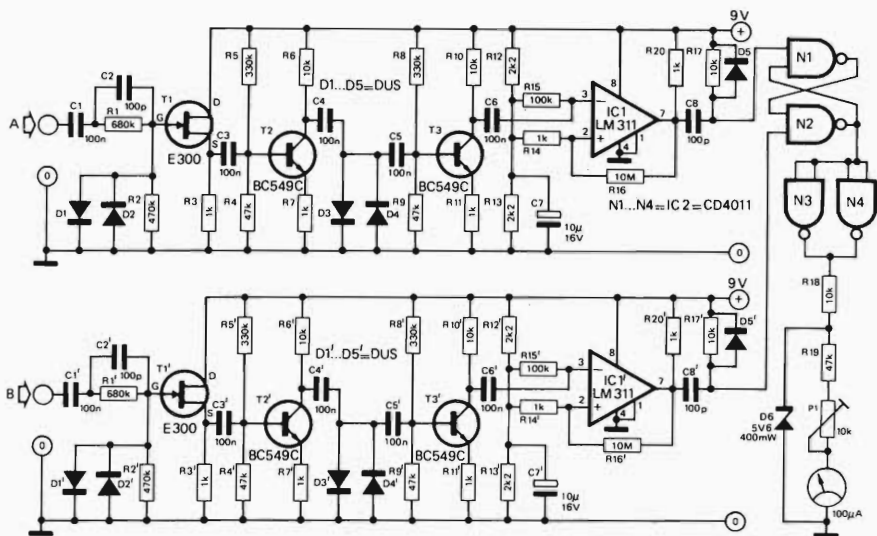 9V
+
R5
330k
R6
10k
D1...D5=DUS
R8
330k
R10
10k
R12
2k2
R20
1k
R17
10k
D5
N1
C2
100p
T1
D
C4
100n
R15
100k
8
3
−
IC1
LM 311
7
C8
100p
A
C1
100n
R1
680k
G
S
E300
C3
100n
T2
BC549C
C5
100n
T3
BC549C
C6
100n
R14
1k
2
+
4
1
N2
10M
R16
N1...N4=IC2=CD4011
N3
N4
0
D1
D2
R2
470k
R3
1k
R4
47k
R7
1k
D3
D4
R9
47k
R11
1k
R13
2k2
C7
10µ
16V
0
R18
10k
9V
+
R5'
330k
R6'
10k
D1'...D5'=DUS
R8'
330k
R10'
10k
R12'
2k2
R20'
1k
R17'
10k
D5'
C2'
100p
T1'
D
C4'
100n
R15'
100k
8
3
−
IC1'
LM 311
7
C8'
100p
R19
47k
B
C1'
100n
R1'
680k
G
S
E300
C3'
100n
T2'
BC549C
C5'
100n
T3'
BC549C
C6'
100n
1k
R14'
2
+
4
1
D6
5V6
400mW
P1
10k
10M
R16'
0
D1'
D2'
R2'
470k
R3'
1k
R4'
47k
R7'
1k
D3'
D4'
R9'
47k
R11'
1k
R13'
2k2
C7'
10µ
16V
0
100µA